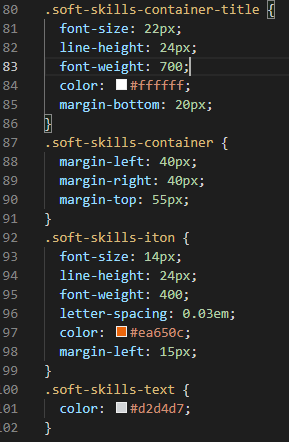 80 .soft-skills-container-title {
81 font-size: 22px;
82 line-height: 24px;
83 font-weight: 700;
84 color: #ffffff;
85 margin-bottom: 20px;
86 }
87 .soft-skills-container {
88 margin-left: 40px;
89 margin-right: 40px;
90 margin-top: 55px;
91 }
92 .soft-skills-iton {
93 font-size: 14px;
94 line-height: 24px;
95 font-weight: 400;
96 letter-spacing: 0.03em;
97 color: #ea650c;
98 margin-left: 15px;
99 }
100 .soft-skills-text {
101 color: #d2d4d7;
102 }